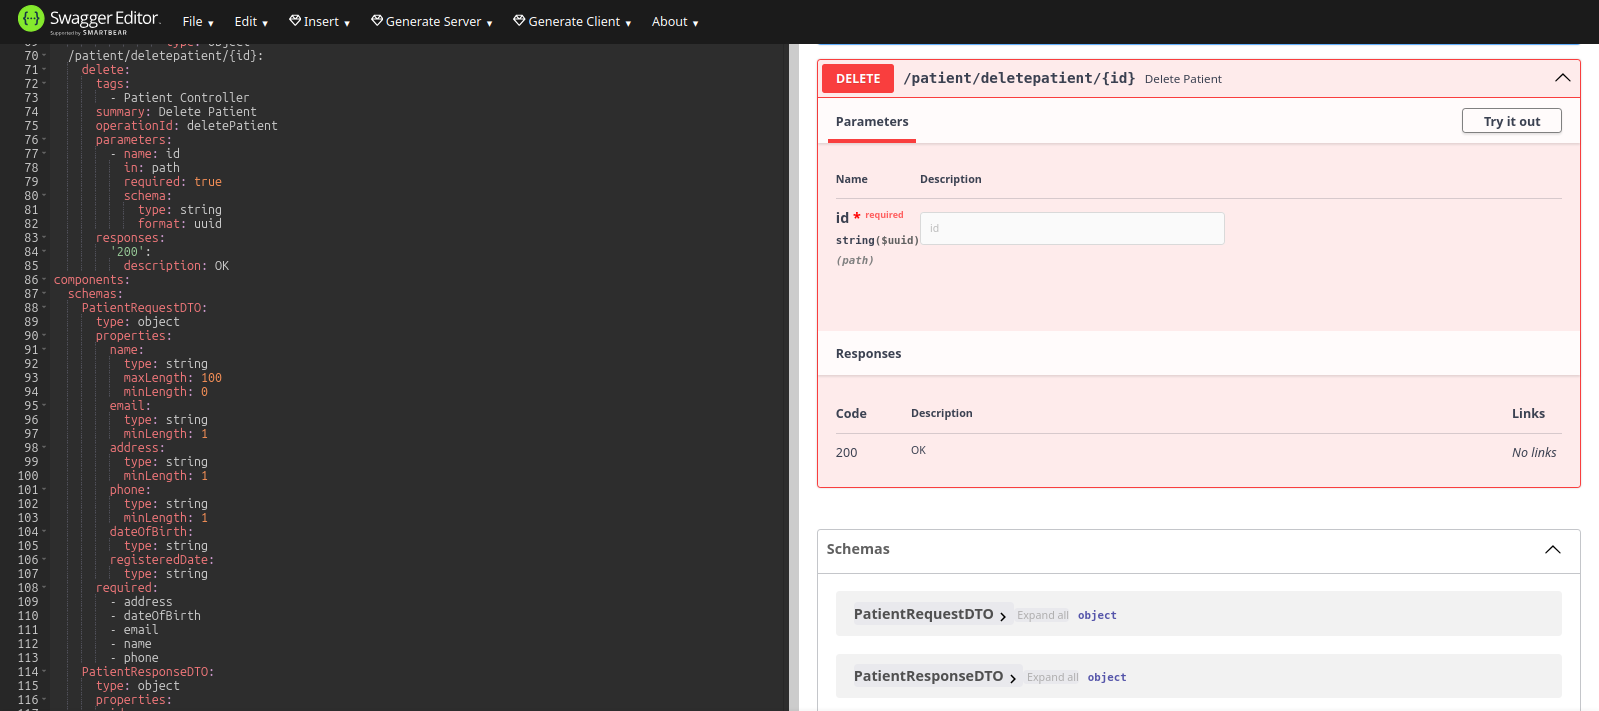 Swagger Editor.
Supported by SMARTBEAR
File
Edit
Insert
Generate Server
Generate Client
About
69 type: object
70 /patient/deletepatient/{id}:
71 delete:
72 tags:
73 - Patient Controller
74 summary: Delete Patient
75 operationId: deletePatient
76 parameters:
77 - name: id
78 in: path
79 required: true
80 schema:
81 type: string
82 format: uuid
83 responses:
84 '200':
85 description: OK
86 components:
87 schemas:
88 PatientRequestDTO:
89 type: object
90 properties:
91 name:
92 type: string
93 maxLength: 100
94 minLength: 0
95 email:
96 type: string
97 minLength: 1
98 address:
99 type: string
100 minLength: 1
101 phone:
102 type: string
103 minLength: 1
104 dateOfBirth:
105 type: string
106 registeredDate:
107 type: string
108 required:
109 - address
110 - dateOfBirth
111 - email
112 - name
113 - phone
114 PatientResponseDTO:
115 type: object
116 properties:
DELETE /patient/deletepatient/{id} Delete Patient
Parameters
Try it out
Name Description
id * required
string($uuid)
(path)
id
Responses
Code Description Links
200 OK No links
Schemas
PatientRequestDTO Expand all object
PatientResponseDTO Expand all object